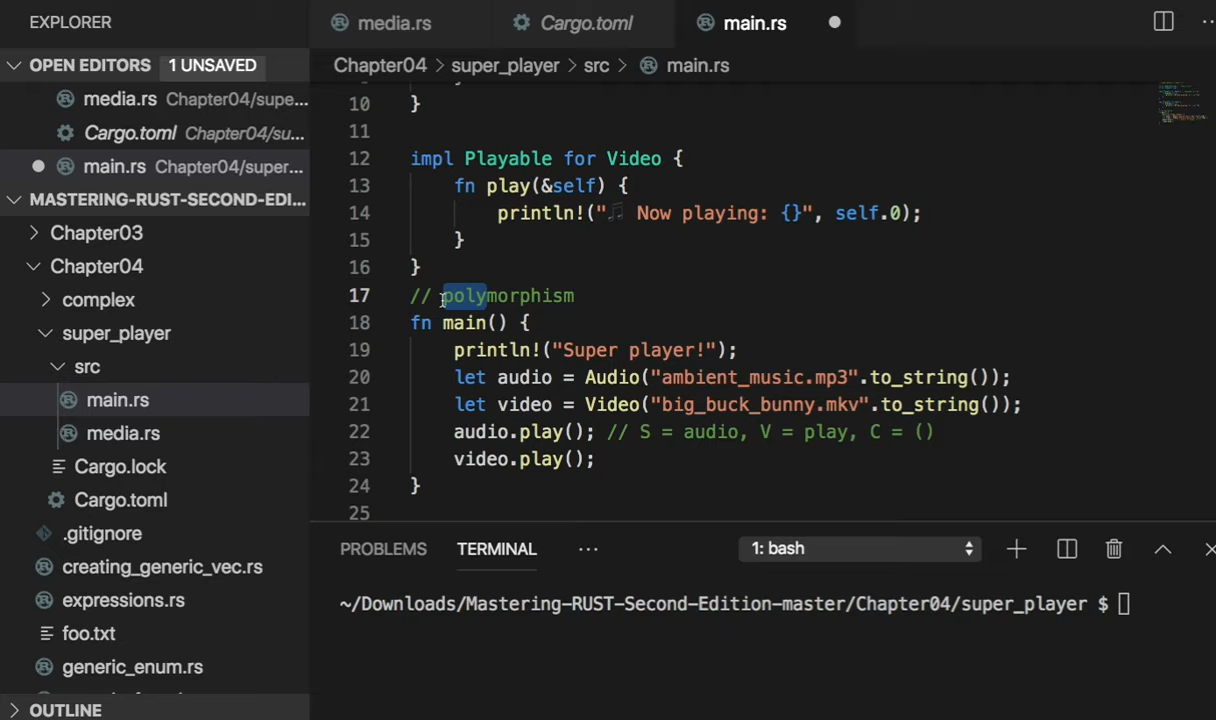 EXPLORER
media.rs
Cargo.toml
main.rs
OPEN EDITORS 1 UNSAVED
media.rs Chapter04/supe...
Cargo.toml Chapter04/su...
main.rs Chapter04/super...
MASTERING-RUST-SECOND-EDI...
Chapter03
Chapter04
complex
super_player
src
main.rs
media.rs
Cargo.lock
Cargo.toml
.gitignore
creating_generic_vec.rs
expressions.rs
foo.txt
generic_enum.rs
OUTLINE
Chapter04 > super_player > src > main.rs
10 }
11
12 impl Playable for Video {
13     fn play(&self) {
14         println!("🎵 Now playing: {}", self.0);
15     }
16 }
17 // polymorphism
18 fn main() {
19     println!("Super player!");
20     let audio = Audio("ambient_music.mp3".to_string());
21     let video = Video("big_buck_bunny.mkv".to_string());
22     audio.play(); // S = audio, V = play, C = ()
23     video.play();
24 }
25
PROBLEMS TERMINAL ... 1: bash
~/Downloads/Mastering-RUST-Second-Edition-master/Chapter04/super_player $